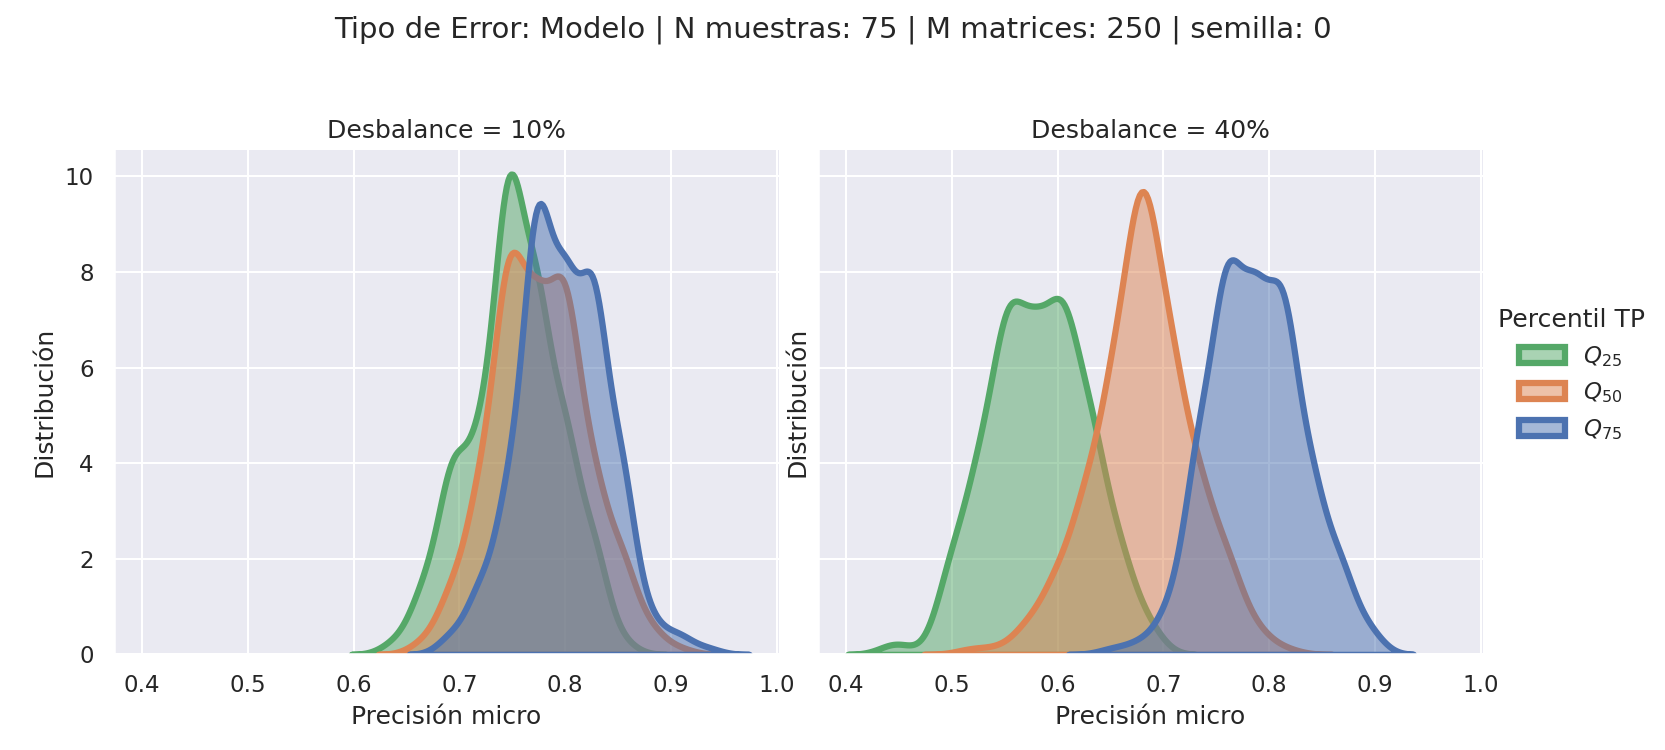 Tipo de Error: Modelo | N muestras: 75 | M matrices: 250 | semilla: 0
Desbalance = 10%
Desbalance = 40%
10
8
6
4
2
0
Distribución
Distribución
0.4 0.5 0.6 0.7 0.8 0.9 1.0
0.4 0.5 0.6 0.7 0.8 0.9 1.0
Precisión micro
Precisión micro
Percentil TP
Q₂₅
Q₅₀
Q₇₅